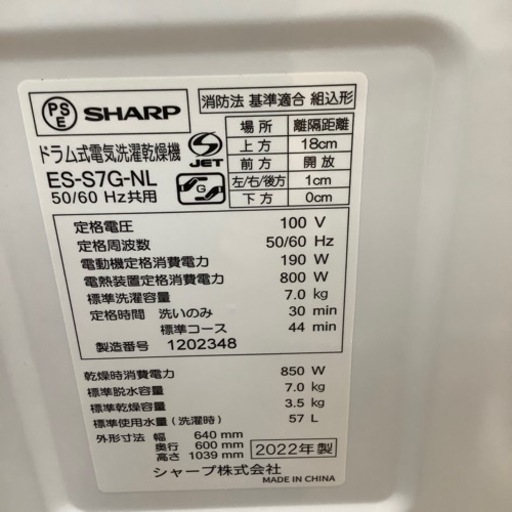 PS
E
SHARP
ドラム式電気洗濯乾燥機
ES-S7G-NL
50/60 Hz共用
S
JET
G
消防法 基準適合 組込形
場所 離隔距離
上方 18cm
前方 開放
左/右/後方 1cm
下方 0cm
定格電圧 100 V
定格周波数 50/60 Hz
電動機定格消費電力 190 W
電熱装置定格消費電力 800 W
標準洗濯容量 7.0 kg
定格時間 洗いのみ 30 min
標準コース 44 min
製造番号 1202348
乾燥時消費電力 850 W
標準脱水容量 7.0 kg
標準乾燥容量 3.5 kg
標準使用水量 (洗濯時) 57 L
外形寸法 幅 640 mm
奥行 600 mm
高さ 1039 mm
2022年製
シャープ株式会社
MADE IN CHINA